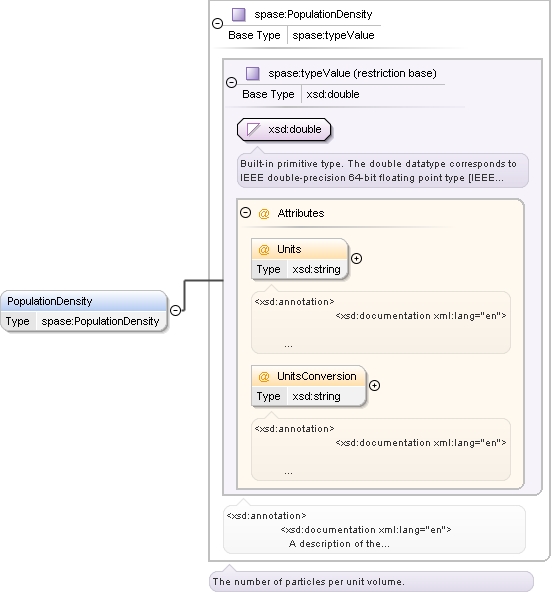 spase:PopulationDensity
Base Type spase:typeValue
spase:typeValue (restriction base)
Base Type xsd:double
xsd:double
Built-in primitive type. The double datatype corresponds to
IEEE double-precision 64-bit floating point type [IEEE...
@ Attributes
@ Units
Type xsd:string
<xsd:annotation>
<xsd:documentation xml:lang="en">
...
@ UnitsConversion
Type xsd:string
<xsd:annotation>
<xsd:documentation xml:lang="en">
...
PopulationDensity
Type spase:PopulationDensity
<xsd:annotation>
<xsd:documentation xml:lang="en">
A description of the...
The number of particles per unit volume.